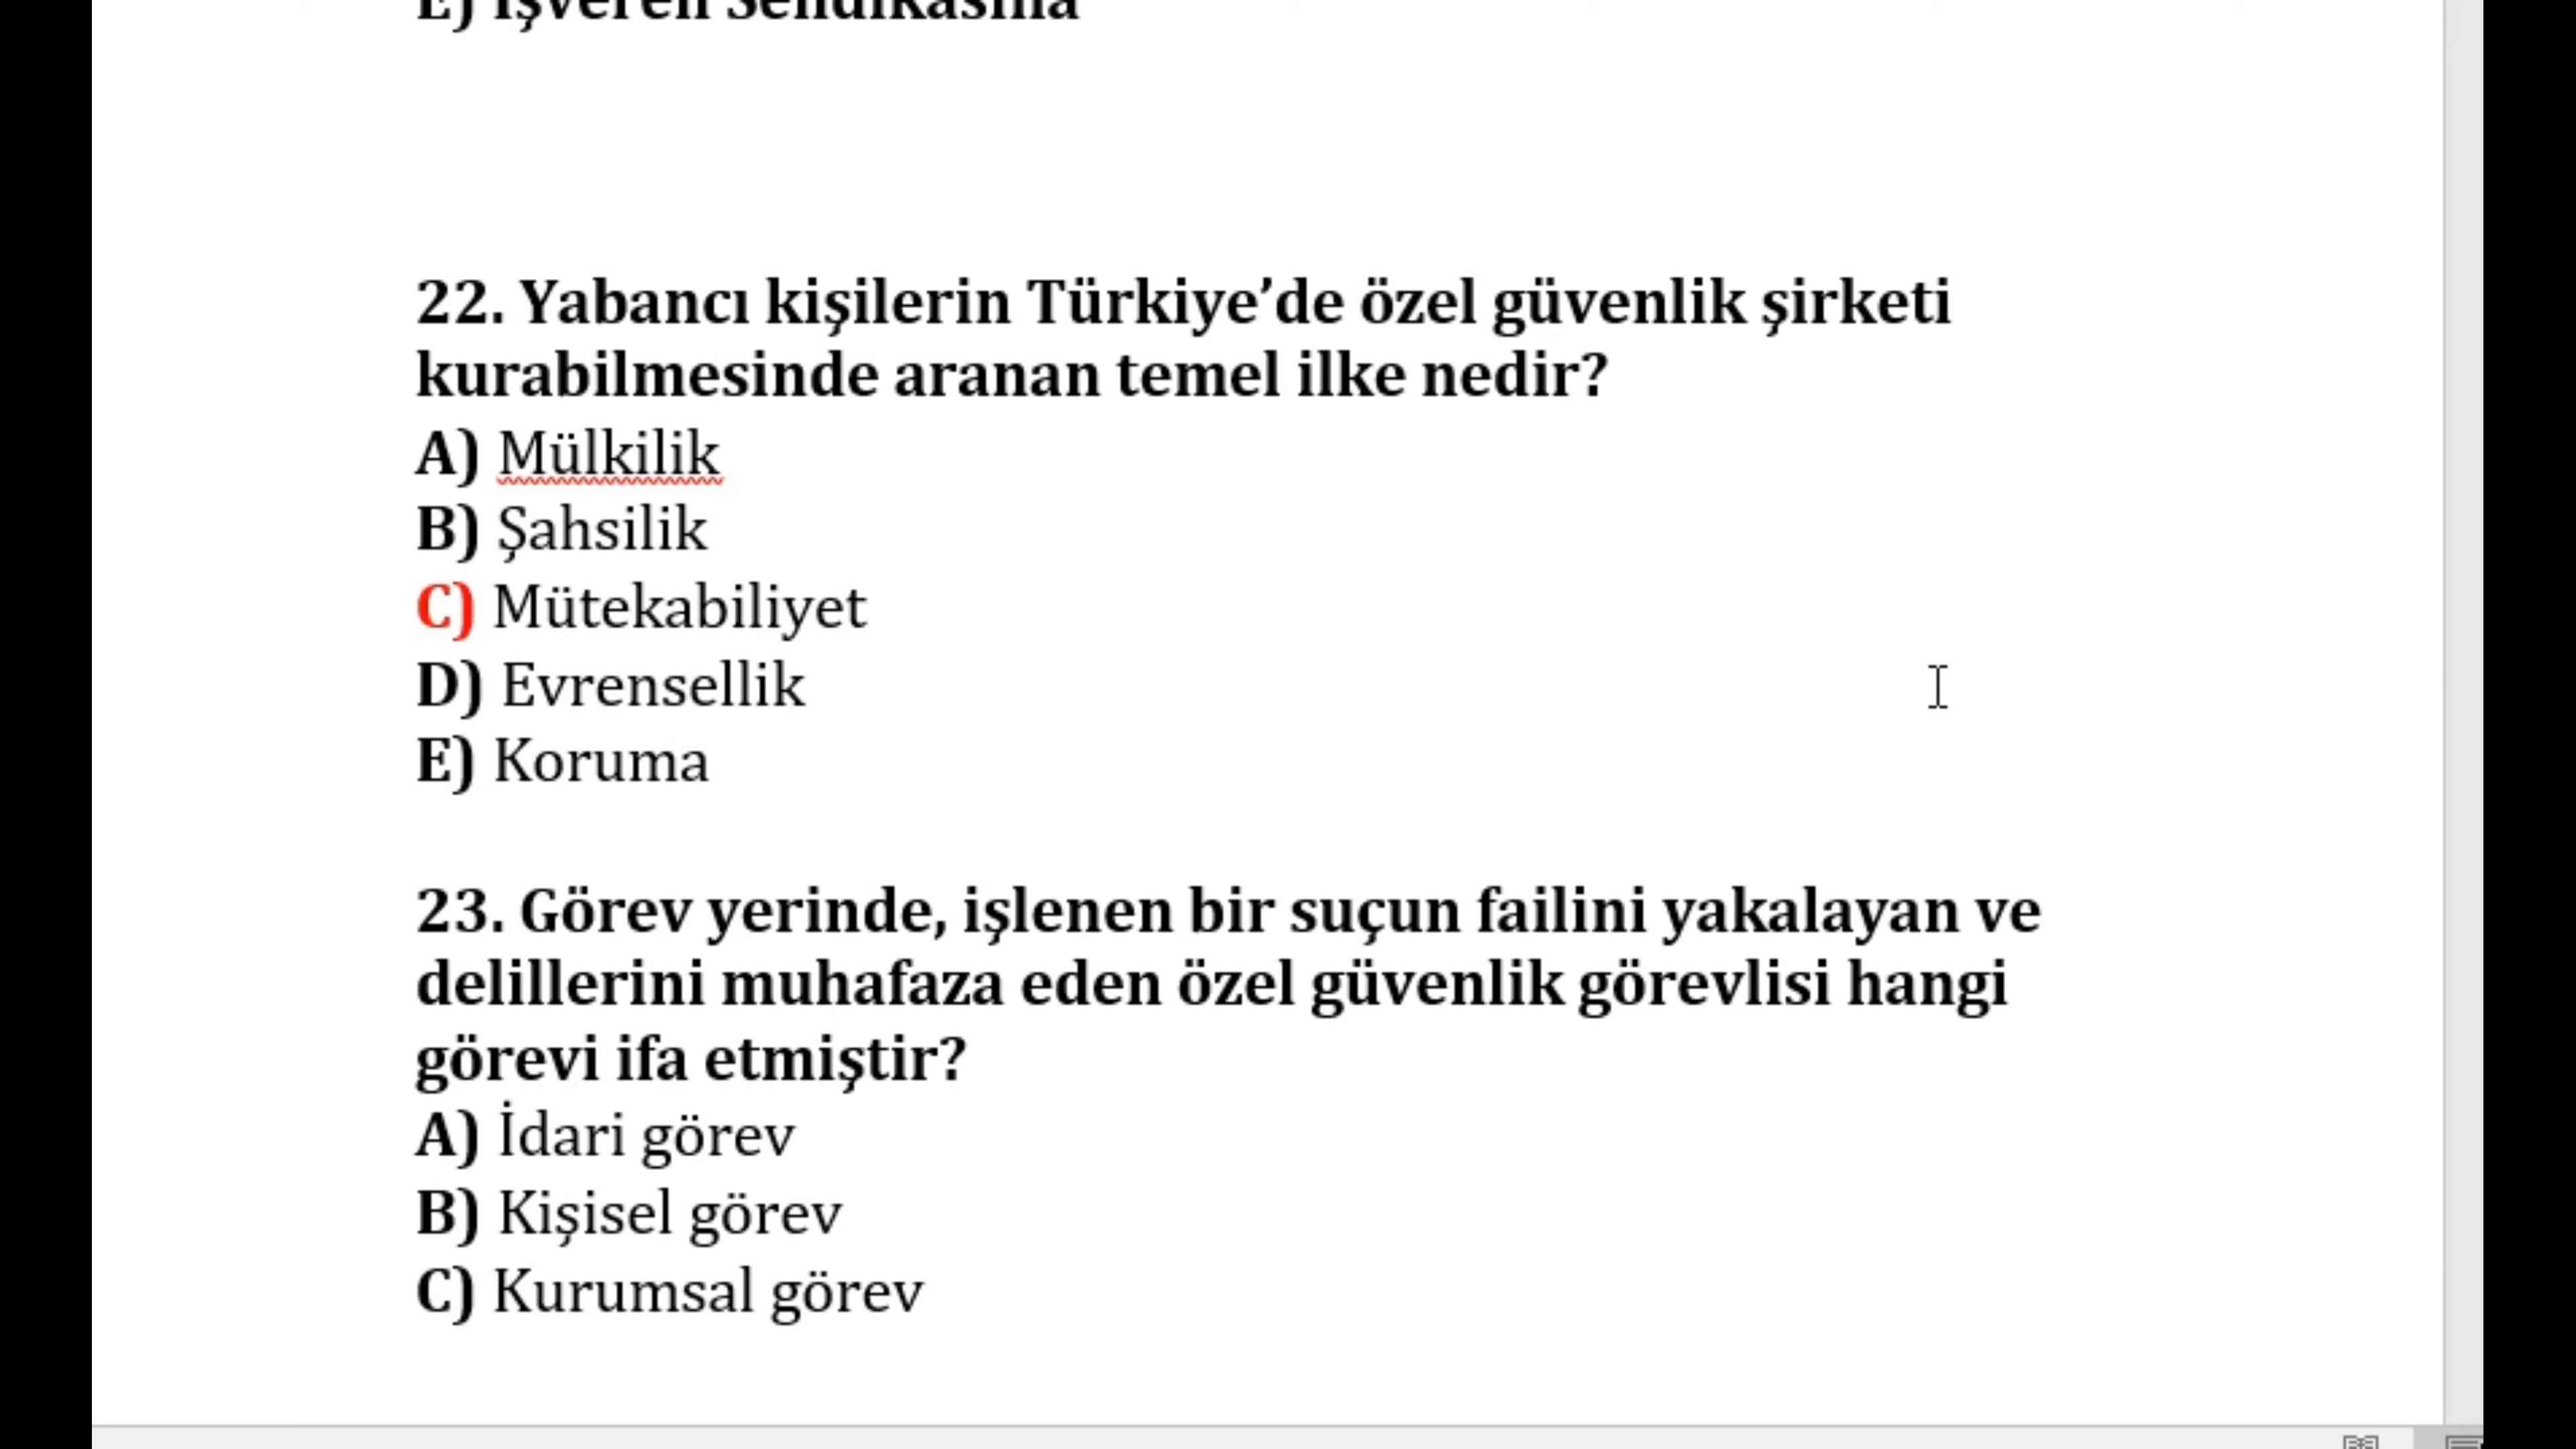 E) İşveren Sendikasına
22. Yabancı kişilerin Türkiye’de özel güvenlik şirketi
kurabilmesinde aranan temel ilke nedir?
A) Mülkilik
B) Şahsilik
C) Mütekabiliyet
D) Evrensellik
E) Koruma
23. Görev yerinde, işlenen bir suçun failini yakalayan ve
delillerini muhafaza eden özel güvenlik görevlisi hangi
görevi ifa etmiştir?
A) İdari görev
B) Kişisel görev
C) Kurumsal görev